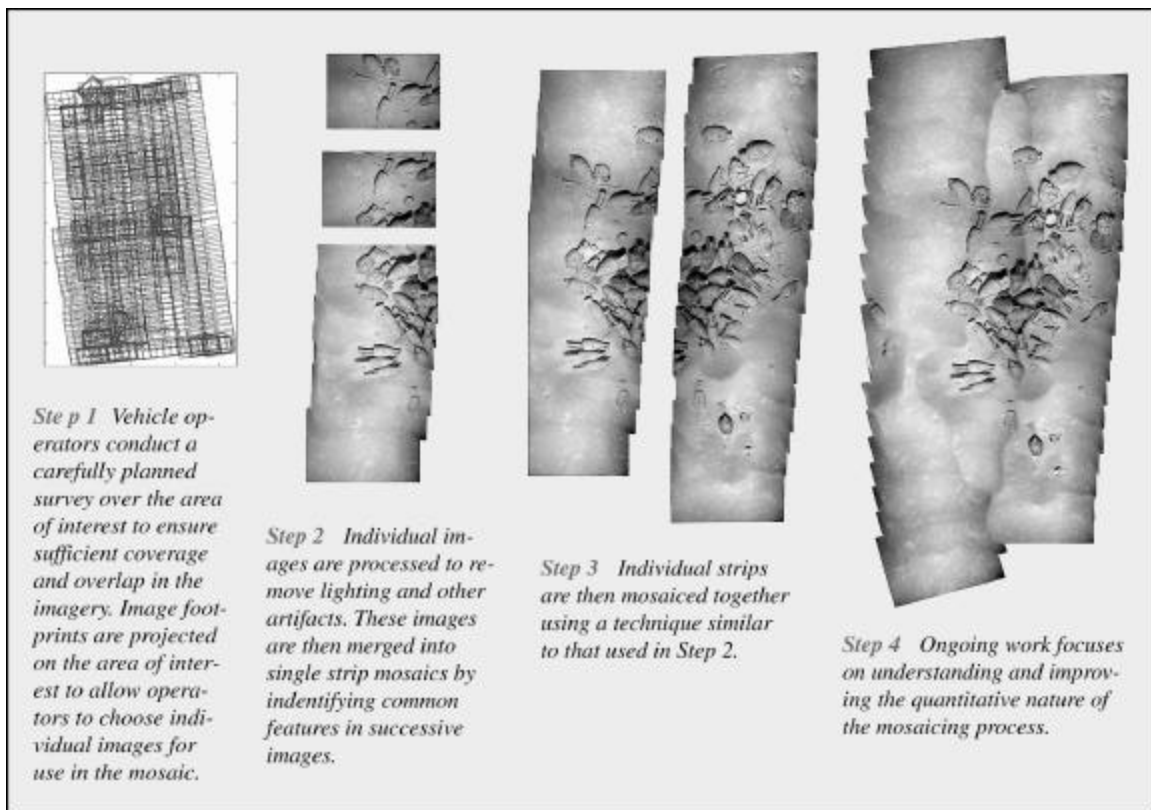 Ste p 1 Vehicle op-
erators conduct a
carefully planned
survey over the area
of interest to ensure
sufficient coverage
and overlap in the
imagery. Image foot-
prints are projected
on the area of inter-
est to allow opera-
tors to choose indi-
vidual images for
use in the mosaic.
Step 2 Individual im-
ages are processed to re-
move lighting and other
artifacts. These images
are then merged into
single strip mosaics by
indentifying common
features in successive
images.
Step 3 Individual strips
are then mosaiced together
using a technique similar
to that used in Step 2.
Step 4 Ongoing work focuses
on understanding and improv-
ing the quantitative nature of
the mosaicing process.